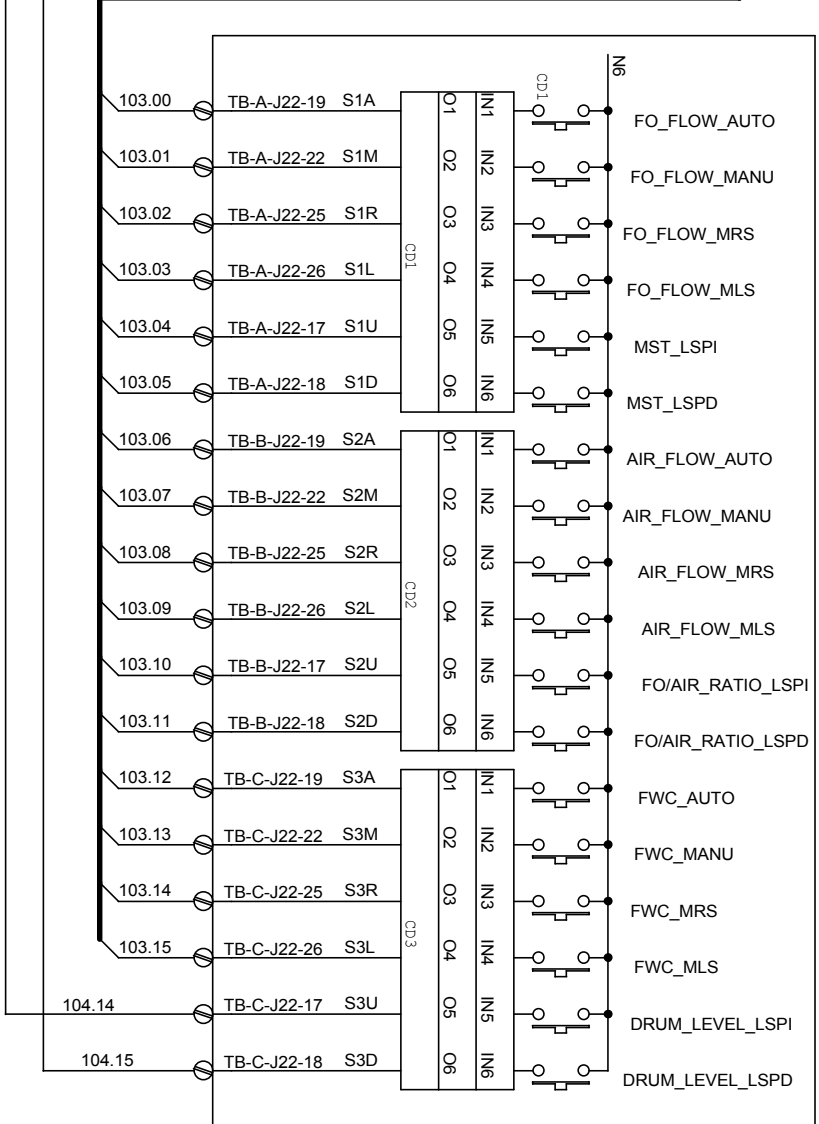 N6
CD1
103.00 TB-A-J22-19 S1A O1 IN1 FO_FLOW_AUTO
103.01 TB-A-J22-22 S1M O2 IN2 FO_FLOW_MANU
103.02 TB-A-J22-25 S1R O3 IN3 FO_FLOW_MRS
CD1
103.03 TB-A-J22-26 S1L O4 IN4 FO_FLOW_MLS
103.04 TB-A-J22-17 S1U O5 IN5 MST_LSPI
103.05 TB-A-J22-18 S1D O6 IN6 MST_LSPD
103.06 TB-B-J22-19 S2A O1 IN1 AIR_FLOW_AUTO
103.07 TB-B-J22-22 S2M O2 IN2 AIR_FLOW_MANU
103.08 TB-B-J22-25 S2R O3 IN3 AIR_FLOW_MRS
CD2
103.09 TB-B-J22-26 S2L O4 IN4 AIR_FLOW_MLS
103.10 TB-B-J22-17 S2U O5 IN5 FO/AIR_RATIO_LSPI
103.11 TB-B-J22-18 S2D O6 IN6 FO/AIR_RATIO_LSPD
103.12 TB-C-J22-19 S3A O1 IN1 FWC_AUTO
103.13 TB-C-J22-22 S3M O2 IN2 FWC_MANU
103.14 TB-C-J22-25 S3R O3 IN3 FWC_MRS
CD3
103.15 TB-C-J22-26 S3L O4 IN4 FWC_MLS
104.14 TB-C-J22-17 S3U O5 IN5 DRUM_LEVEL_LSPI
104.15 TB-C-J22-18 S3D O6 IN6 DRUM_LEVEL_LSPD